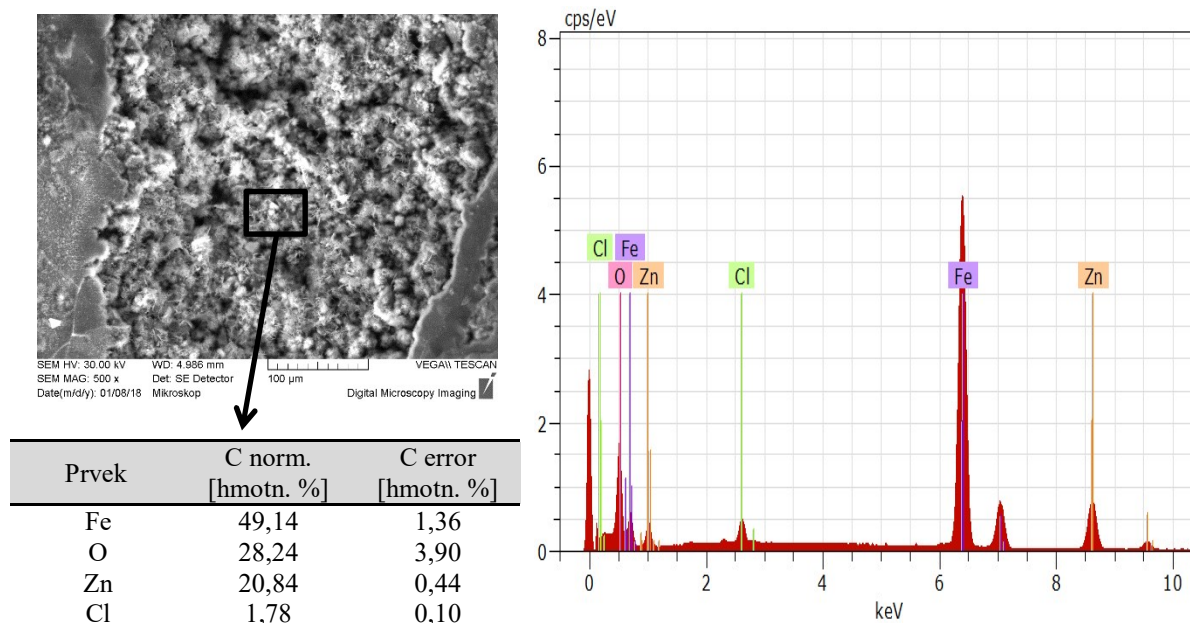 SEM HV: 30.00 kV WD: 4.986 mm VEGA\\ TESCAN
SEM MAG: 500 x Det: SE Detector 100 µm
Date(m/d/y): 01/08/18 Mikroskop Digital Microscopy Imaging
Prvek C norm. [hmotn. %] C error [hmotn. %]
Fe 49,14 1,36
O 28,24 3,90
Zn 20,84 0,44
Cl 1,78 0,10
cps/eV
8
6
Cl Fe
O Zn Cl Fe Zn
4
2
0
0 2 4 6 8 10
keV